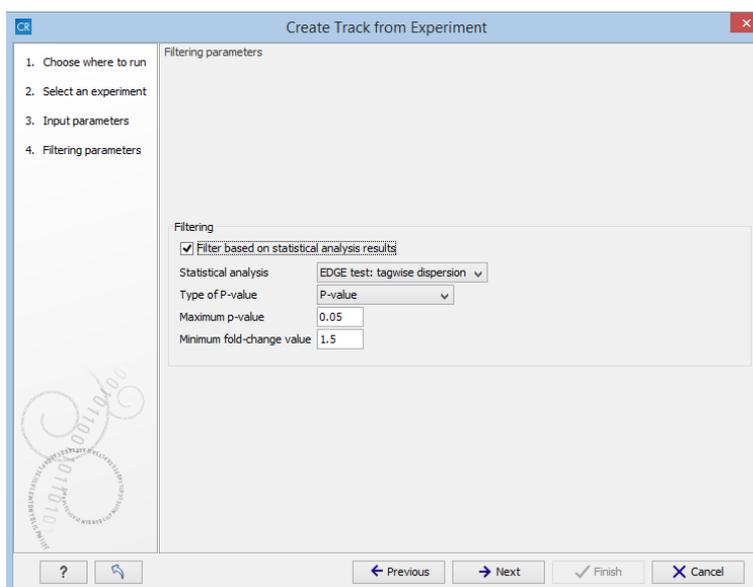 CR
Create Track from Experiment
x
1. Choose where to run
2. Select an experiment
3. Input parameters
4. Filtering parameters
Filtering parameters
Filtering
Filter based on statistical analysis results
Statistical analysis EDGE test: tagwise dispersion
Type of P-value P-value
Maximum p-value 0.05
Minimum fold-change value 1.5
? Previous Next Finish Cancel